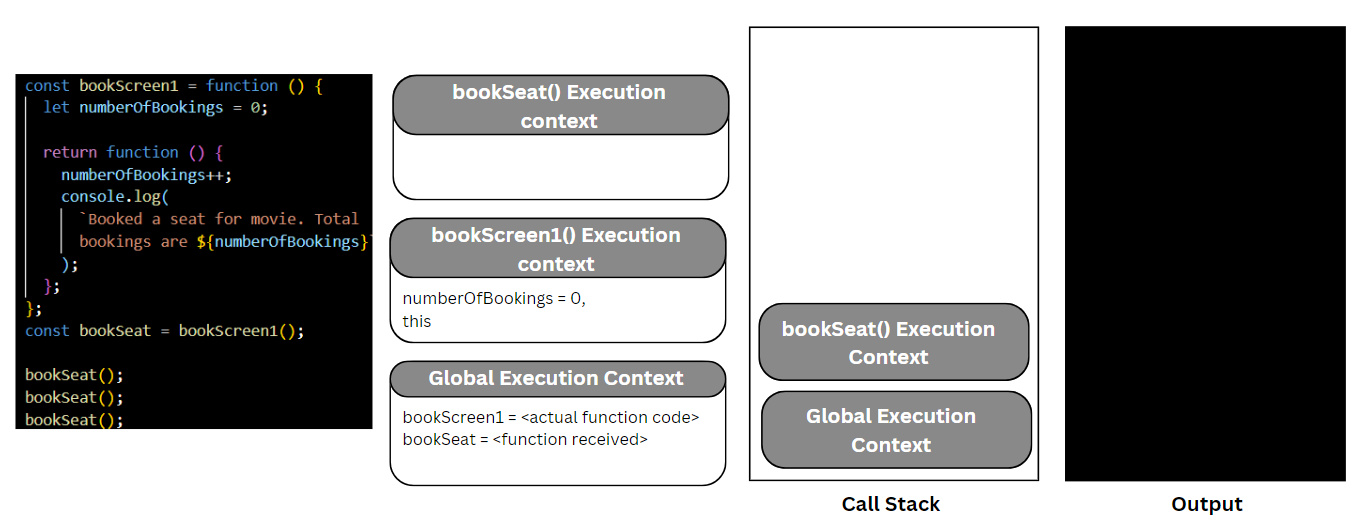 const bookScreen1 = function () {
let numberOfBookings = 0;
return function () {
numberOfBookings++;
console.log(
`Booked a seat for movie. Total
bookings are ${numberOfBookings}`
);
};
};
const bookSeat = bookScreen1();
bookSeat();
bookSeat();
bookSeat();
bookSeat() Execution
context
bookScreen1() Execution
context
numberOfBookings = 0,
this
Global Execution Context
bookScreen1 = <actual function code>
bookSeat = <function received>
bookSeat() Execution
Context
Global Execution
Context
Call Stack
Output